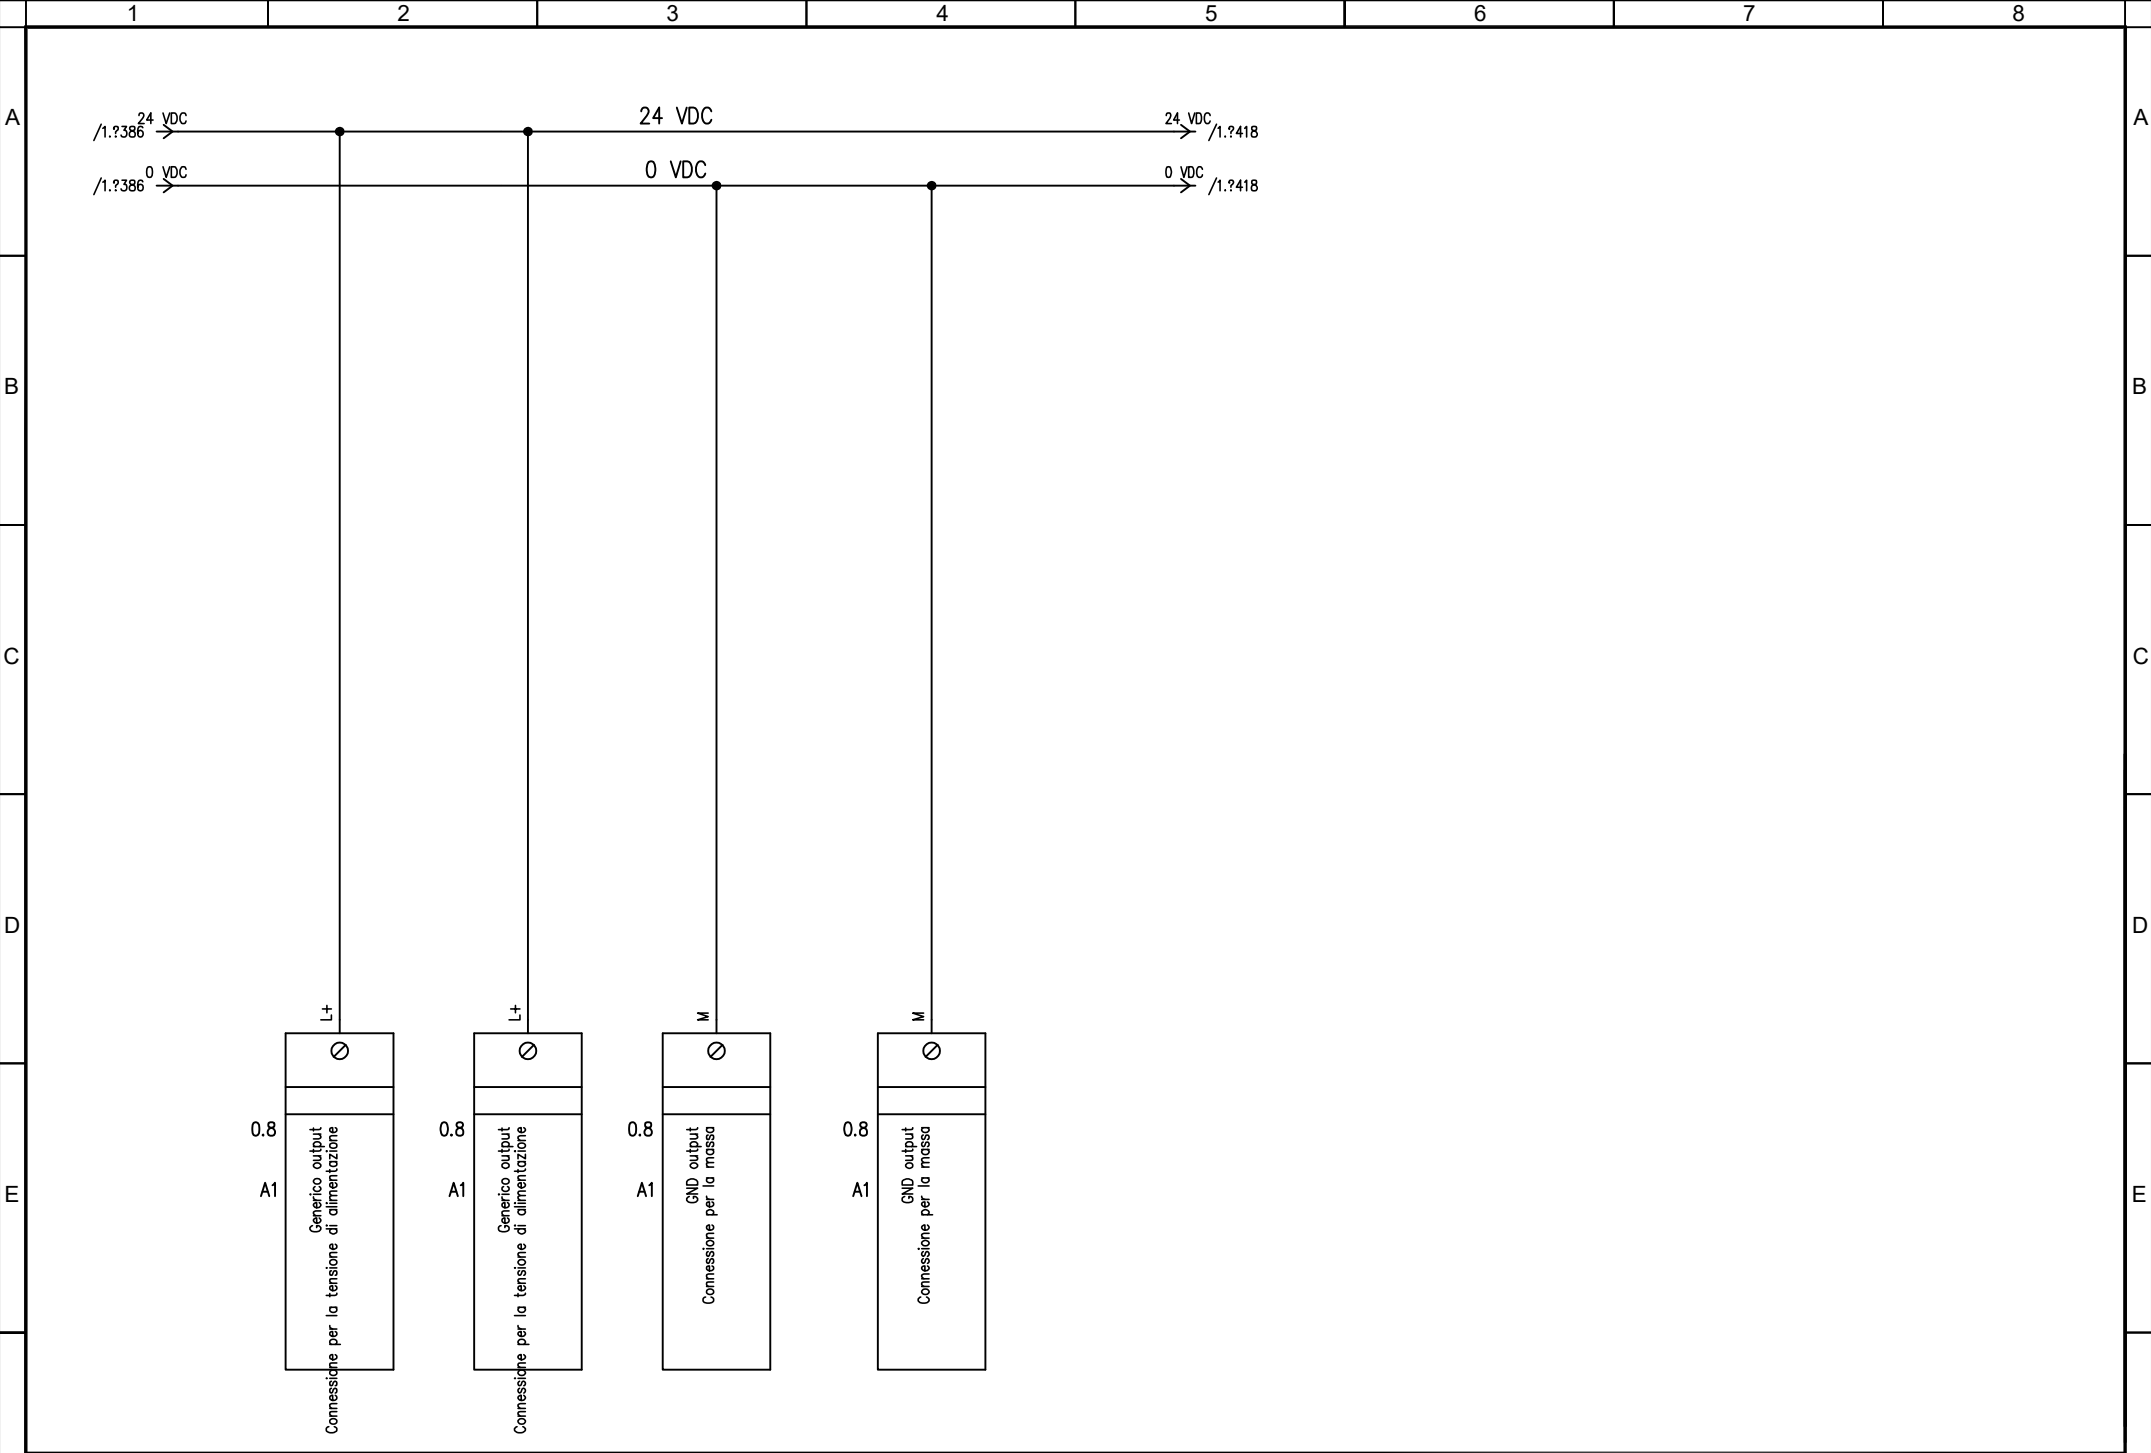 1 2 3 4 5 6 7 8
A A
24 VDC 24 VDC 24 VDC
/1.?386 /1.?418
0 VDC 0 VDC 0 VDC
/1.?386 /1.?418
B B
C C
D D
L+ L+ M M
0.8 0.8 0.8 0.8
A1 A1 A1 A1
Generico output
Connessione per la tensione di alimentazione
Generico output
Connessione per la tensione di alimentazione
GND output
Connessione per la massa
GND output
Connessione per la massa
E E